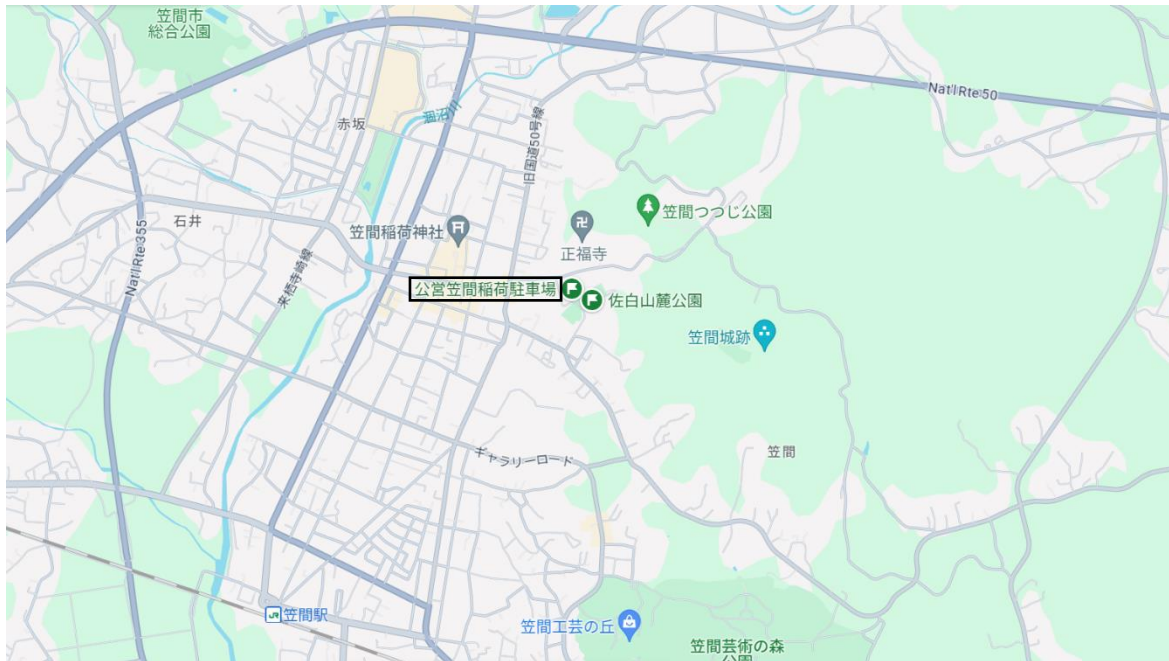 笠間市
総合公園
Nat'l Rte 50
涸沼川
赤坂
旧国道50号線
笠間つつじ公園
石井
笠間稲荷神社
正福寺
Nat'l Rte 355
来栖寺崎線
公営笠間稲荷駐車場
佐白山麓公園
笠間城跡
ギャラリーロード
笠間
JR
笠間駅
笠間工芸の丘
笠間芸術の森
公園